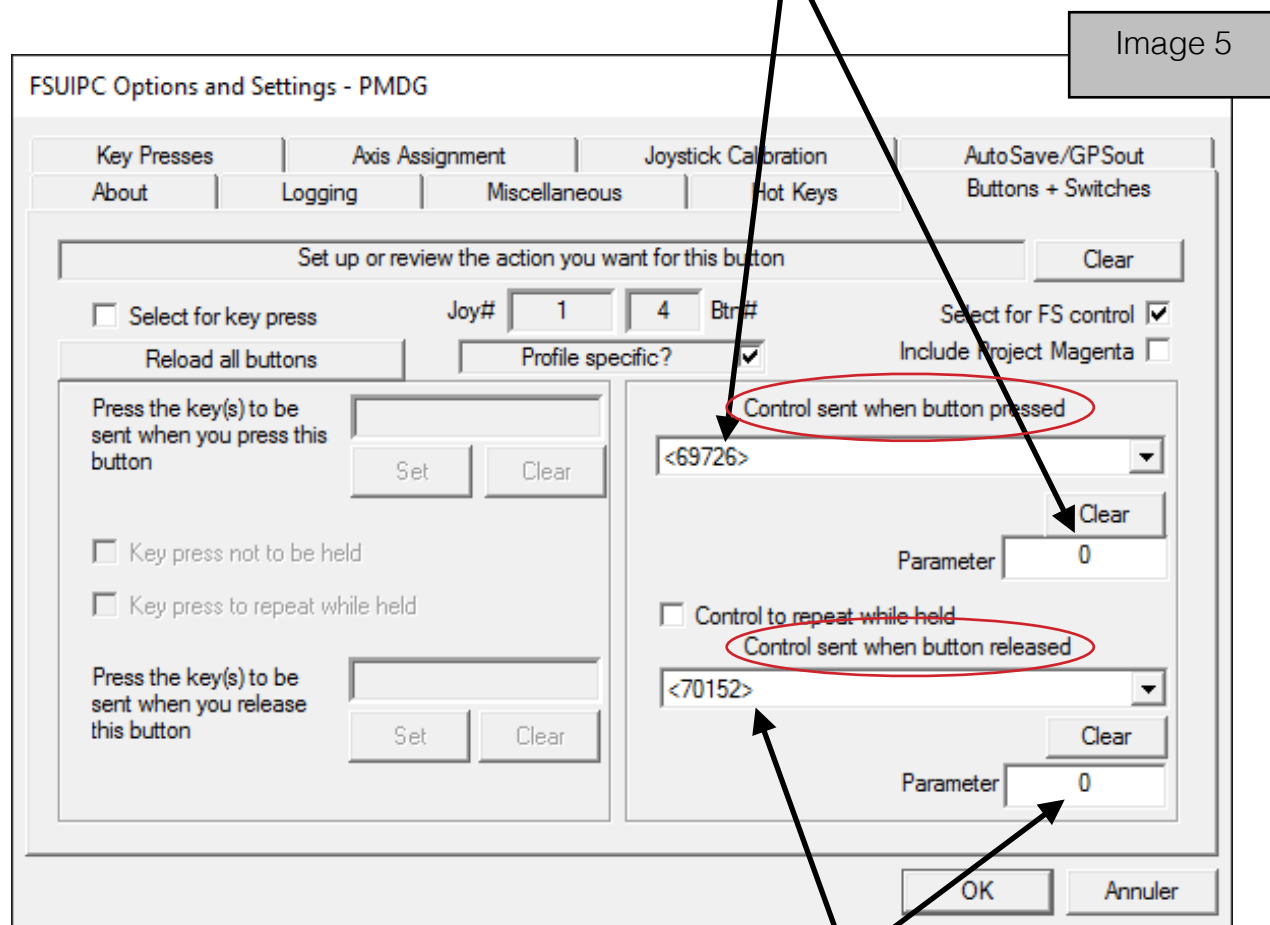 Image 5
FSUIPC Options and Settings - PMDG
Key Presses Axis Assignment Joystick Calibration AutoSave/GPSout
About Logging Miscellaneous Hot Keys Buttons + Switches
Set up or review the action you want for this button Clear
Select for key press Joy# 1 4 Btn# Select for FS control
Reload all buttons Profile specific? Include Project Magenta
Press the key(s) to be
sent when you press this
button
Set Clear
Key press not to be held
Key press to repeat while held
Press the key(s) to be
sent when you release
this button
Set Clear
Control sent when button pressed
<69726>
Clear
Parameter 0
Control to repeat while held
Control sent when button released
<70152>
Clear
Parameter 0
OK Annuler